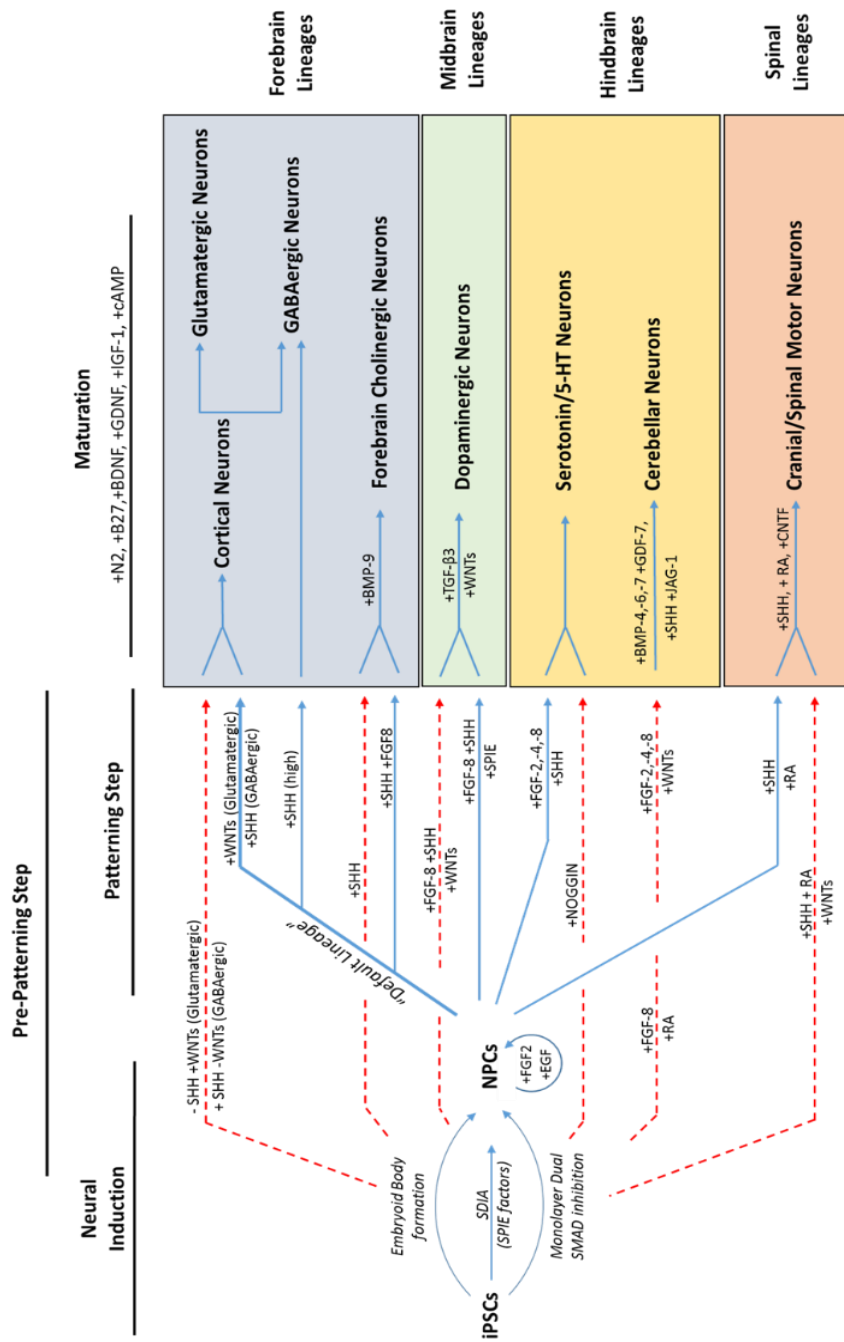 Pre-Patterning Step
Neural
Induction
Patterning Step
Maturation
+N2, +B27,+BDNF, +GDNF, +IGF-1, +cAMP
- SHH +WNTs (Glutamatergic)
+ SHH -WNTs (GABAergic)
+WNTs (Glutamatergic)
+SHH (GABAergic)
Cortical Neurons
Glutamatergic Neurons
GABAergic Neurons
Forebrain
Lineages
+SHH (high)
"Default Lineage"
+SHH
+SHH +FGF8
+BMP-9
Forebrain Cholinergic Neurons
Embryoid Body
formation
+FGF-8 +SHH
+WNTs
+TGF-β3
+WNTs
Dopaminergic Neurons
Midbrain
Lineages
+FGF-8 +SHH
+SPIE
iPSCs
SDIA
(SPIE factors)
NPCs
+FGF2
+EGF
Monolayer Dual
SMAD inhibition
+FGF-2,-4,-8
+SHH
+NOGGIN
Serotonin/5-HT Neurons
Hindbrain
Lineages
+FGF-8
+RA
+FGF-2,-4,-8
+WNTs
+BMP-4,-6,-7 +GDF-7,
+SHH +JAG-1
Cerebellar Neurons
+SHH
+RA
+SHH + RA
+WNTs
+SHH, + RA, +CNTF
Cranial/Spinal Motor Neurons
Spinal
Lineages